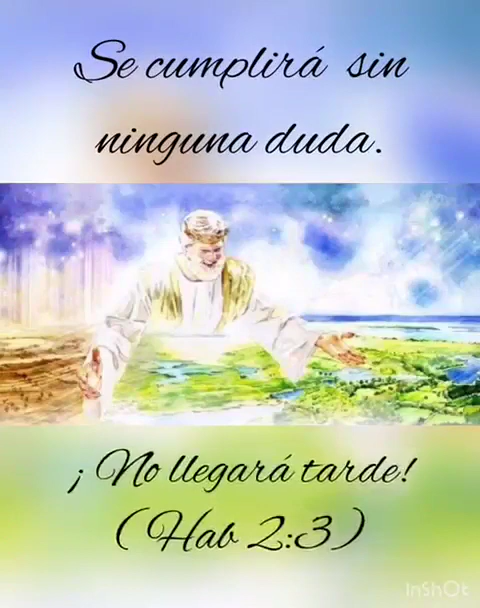 Se cumplirá sin
ninguna duda.
¡No llegará tarde!
(Hab 2:3)
InShOt